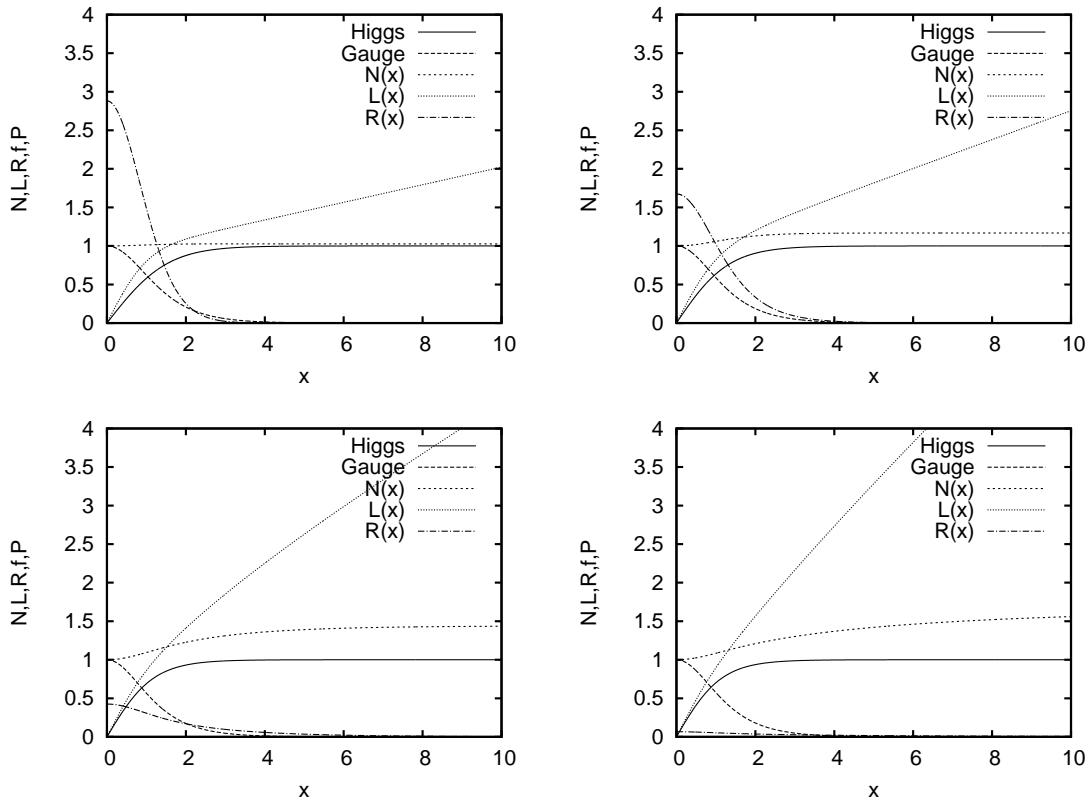 4
3.5
3
2.5
2
1.5
1
0.5
0
N,L,R,f,P
Higgs
Gauge
N(x)
L(x)
R(x)
0 2 4 6 8 10
x
4
3.5
3
2.5
2
1.5
1
0.5
0
N,L,R,f,P
Higgs
Gauge
N(x)
L(x)
R(x)
0 2 4 6 8 10
x
4
3.5
3
2.5
2
1.5
1
0.5
0
N,L,R,f,P
Higgs
Gauge
N(x)
L(x)
R(x)
0 2 4 6 8 10
x
4
3.5
3
2.5
2
1.5
1
0.5
0
N,L,R,f,P
Higgs
Gauge
N(x)
L(x)
R(x)
0 2 4 6 8 10
x